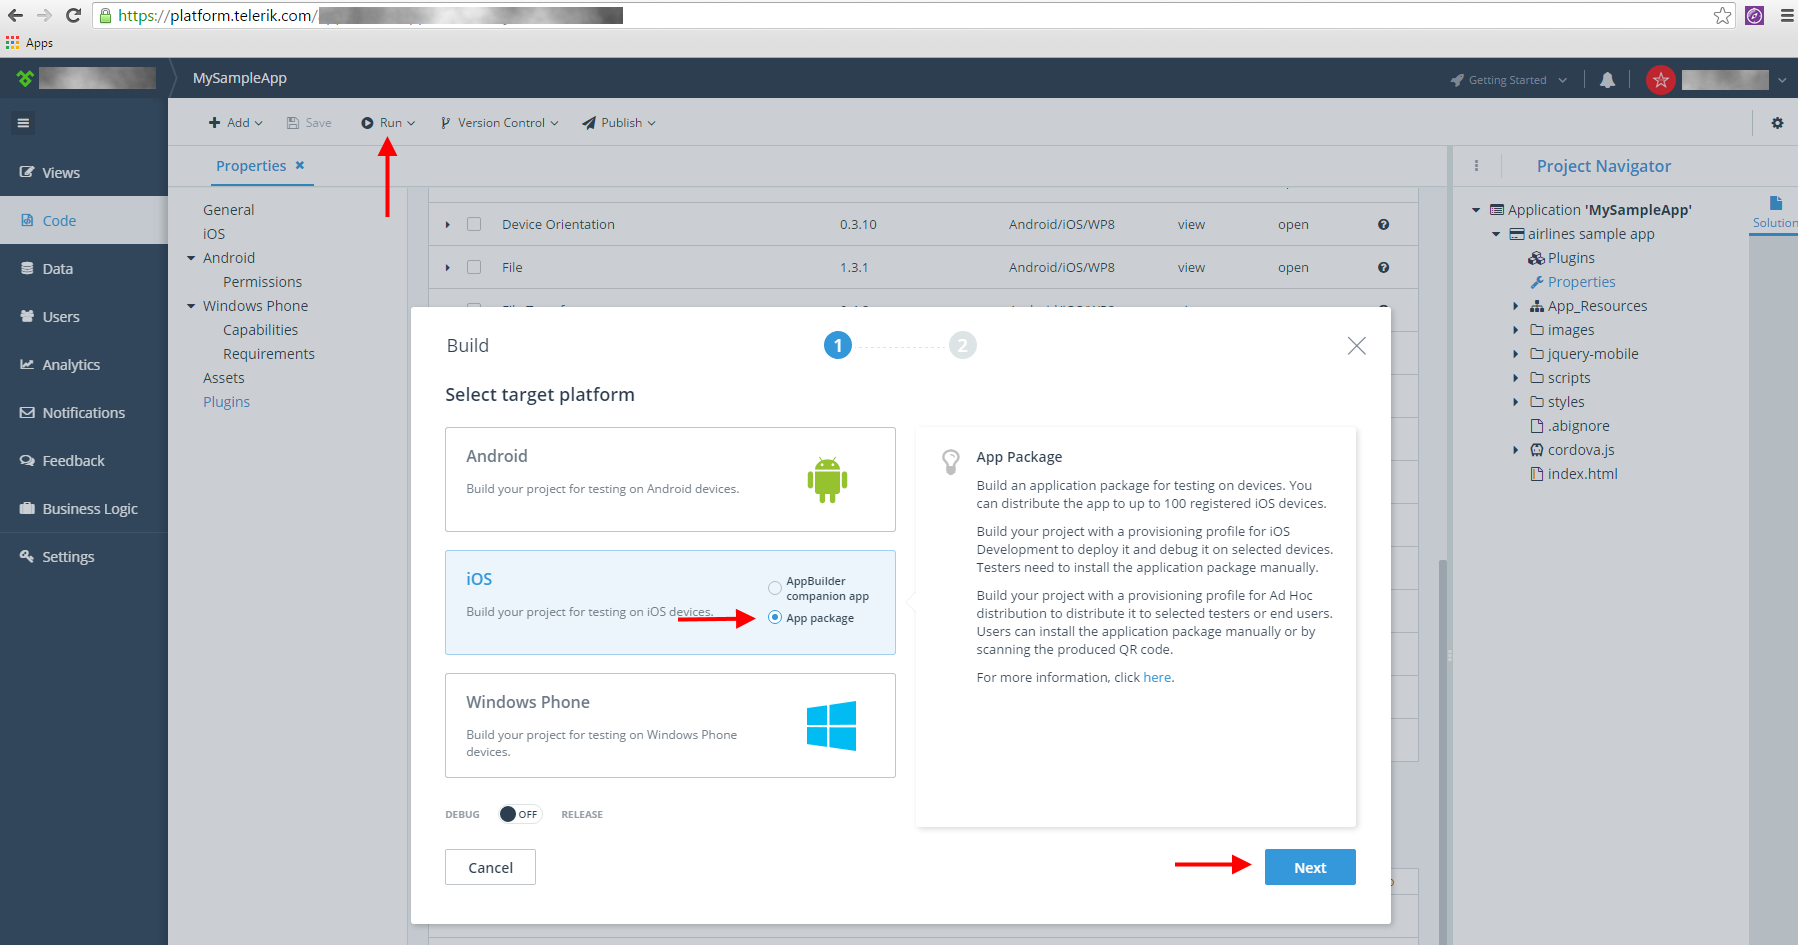 https://platform.telerik.com/
Apps
MySampleApp
Getting Started
Add
Save
Run
Version Control
Publish
Views
Code
Data
Users
Analytics
Notifications
Feedback
Business Logic
Settings
Properties
General
iOS
Android
Permissions
Windows Phone
Capabilities
Requirements
Assets
Plugins
Device Orientation 0.3.10 Android/iOS/WP8 view open
File 1.3.1 Android/iOS/WP8 view open
Build
1
2
Select target platform
Android
Build your project for testing on Android devices.
iOS
Build your project for testing on iOS devices.
AppBuilder
companion app
App package
Windows Phone
Build your project for testing on Windows Phone
devices.
DEBUG
OFF
RELEASE
Cancel
App Package
Build an application package for testing on devices. You
can distribute the app to up to 100 registered iOS devices.
Build your project with a provisioning profile for iOS
Development to deploy it and debug it on selected devices.
Testers need to install the application package manually.
Build your project with a provisioning profile for Ad Hoc
distribution to distribute it to selected testers or end users.
Users can install the application package manually or by
scanning the produced QR code.
For more information, click here.
Next
Project Navigator
Application 'MySampleApp'
airlines sample app
Plugins
Properties
App_Resources
images
jquery-mobile
scripts
styles
.abignore
cordova.js
index.html
Solution